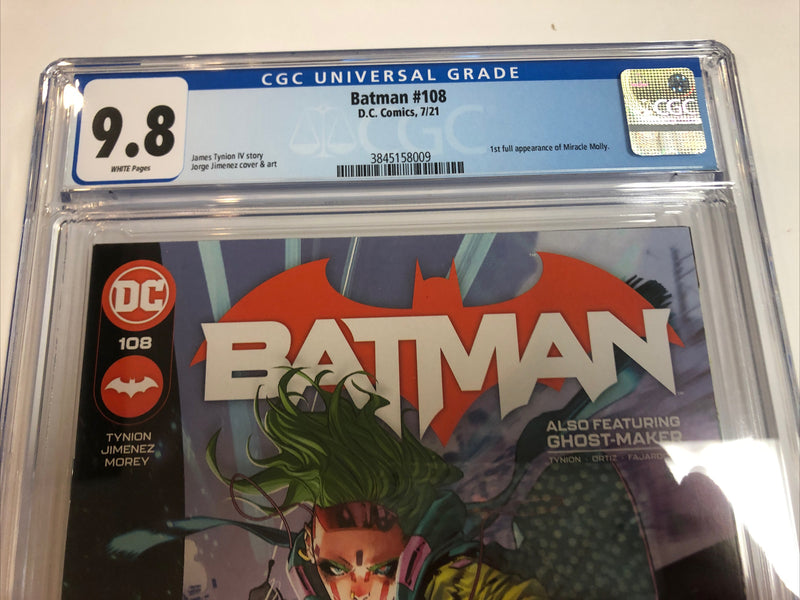 CGC UNIVERSAL GRADE
9.8
WHITE Pages
Batman #108
D.C. Comics, 7/21
James Tynion IV story
Jorge Jimenez cover & art
3845158009
1st full appearance of Miracle Molly.
CGC
CGC
DC
108
TYNION
JIMENEZ
MOREY
BATMAN
ALSO FEATURING
GHOST-MAKER
TYNION · ORTIZ ·